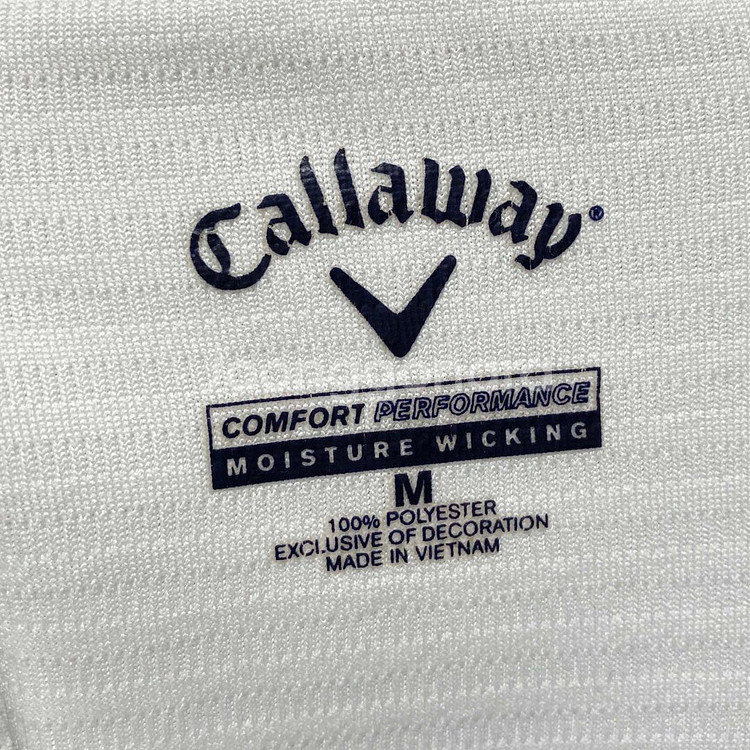 Callaway®
COMFORT PERFORMANCE
MOISTURE WICKING
M
100% POLYESTER
EXCLUSIVE OF DECORATION
MADE IN VIETNAM